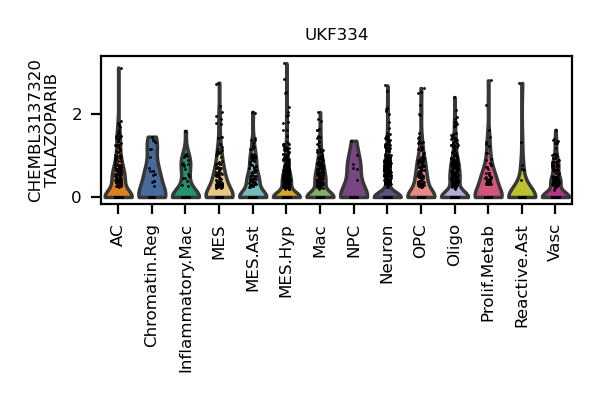 UKF334
CHEMBL3137320
TALAZOPARIB
2
0
AC
Chromatin.Reg
Inflammatory.Mac
MES
MES.Ast
MES.Hyp
Mac
NPC
Neuron
OPC
Oligo
Prolif.Metab
Reactive.Ast
Vasc